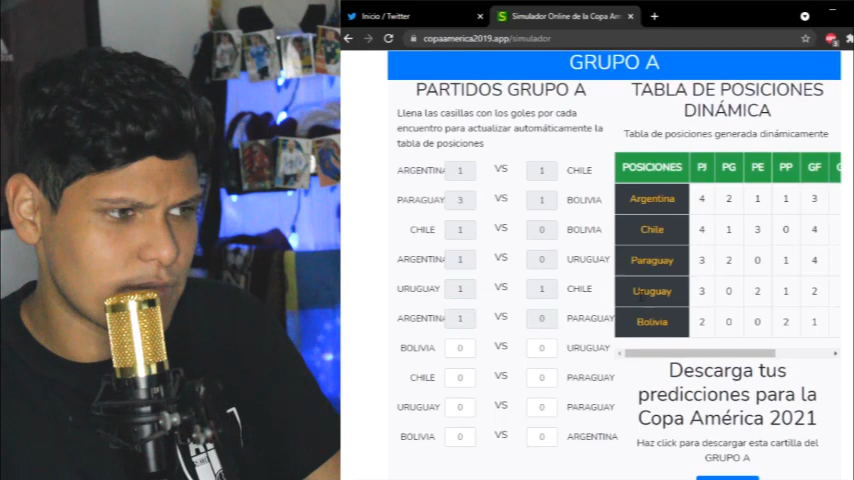 Inicio / Twitter
Simulador Online de la Copa Am
copaamerica2019.app/simulador
GRUPO A
PARTIDOS GRUPO A
Llena las casillas con los goles por cada
encuentro para actualizar automáticamente la
tabla de posiciones
ARGENTINA 1 VS 1 CHILE
PARAGUAY 3 VS 1 BOLIVIA
CHILE 1 VS 0 BOLIVIA
ARGENTINA 1 VS 0 URUGUAY
URUGUAY 1 VS 1 CHILE
ARGENTINA 1 VS 0 PARAGUAY
BOLIVIA 0 VS 0 URUGUAY
CHILE 0 VS 0 PARAGUAY
URUGUAY 0 VS 0 PARAGUAY
BOLIVIA 0 VS 0 ARGENTINA
TABLA DE POSICIONES
DINÁMICA
Tabla de posiciones generada dinámicamente
POSICIONES PJ PG PE PP GF
Argentina 4 2 1 1 3
Chile 4 1 3 0 4
Paraguay 3 2 0 1 4
Uruguay 3 0 2 1 2
Bolivia 2 0 0 2 1
Descarga tus
predicciones para la
Copa América 2021
Haz click para descargar esta cartilla del
GRUPO A